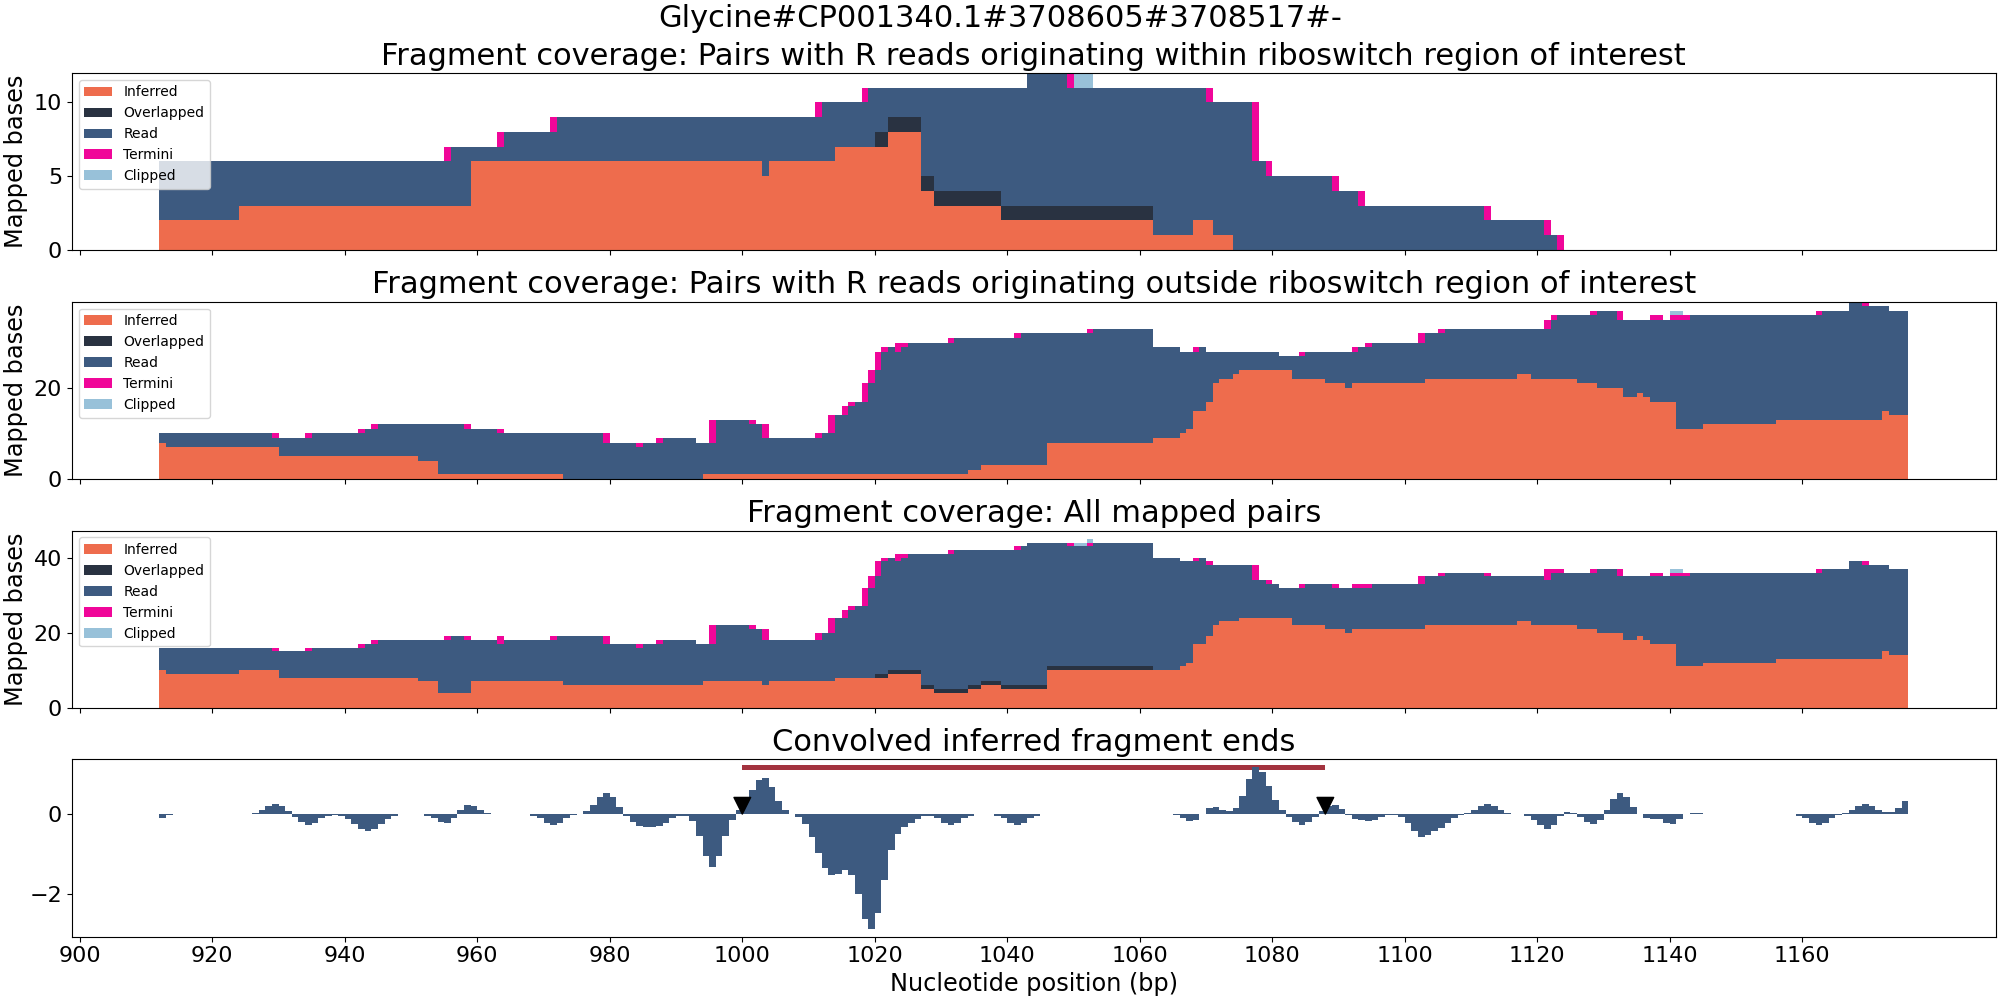 Glycine#CP001340.1#3708605#3708517#-
Fragment coverage: Pairs with R reads originating within riboswitch region of interest
Mapped bases
10
5
0
Inferred
Overlapped
Read
Termini
Clipped
Fragment coverage: Pairs with R reads originating outside riboswitch region of interest
Mapped bases
20
0
Inferred
Overlapped
Read
Termini
Clipped
Fragment coverage: All mapped pairs
Mapped bases
40
20
0
Inferred
Overlapped
Read
Termini
Clipped
Convolved inferred fragment ends
0
−2
900 920 940 960 980 1000 1020 1040 1060 1080 1100 1120 1140 1160
Nucleotide position (bp)